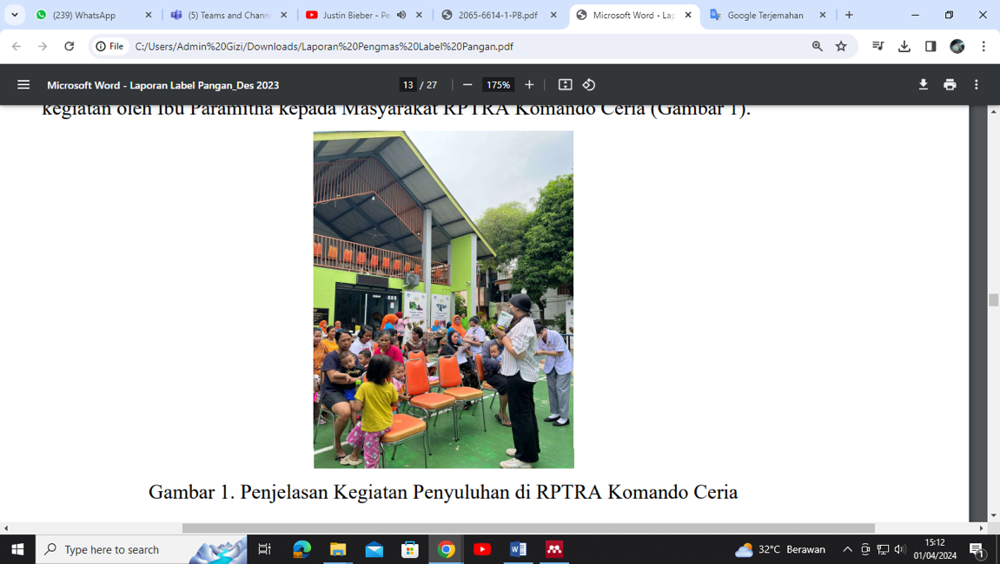 (239) WhatsApp
(5) Teams and Chann
Justin Bieber - Pe
2065-6614-1-PB.pdf
Microsoft Word - Lap
Google Terjemahan
File C:/Users/Admin%20Gizi/Downloads/Laporan%20Pengmas%20Label%20Pangan.pdf
Microsoft Word - Laporan Label Pangan_Des 2023
13 / 27
175%
kegiatan oleh Ibu Paramitha kepada Masyarakat RPTRA Komando Ceria (Gambar 1).
Gambar 1. Penjelasan Kegiatan Penyuluhan di RPTRA Komando Ceria
Type here to search
32°C Berawan
15:12
01/04/2024
1